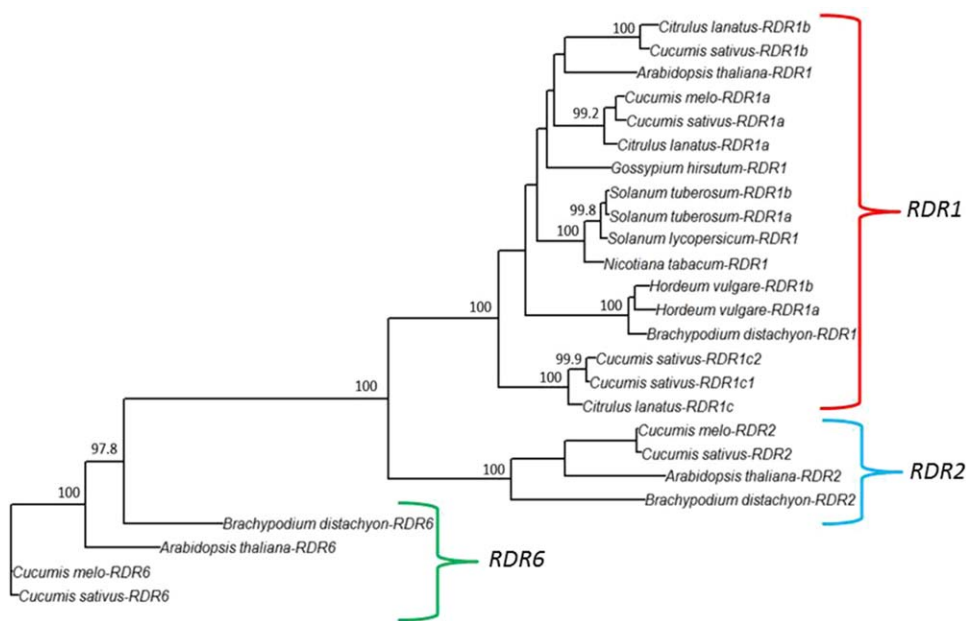 Citrulus lanatus-RDR1b
100
Cucumis sativus-RDR1b
Arabidopsis thaliana-RDR1
Cucumis melo-RDR1a
99.2
Cucumis sativus-RDR1a
Citrulus lanatus-RDR1a
Gossypium hirsutum-RDR1
Solanum tuberosum-RDR1b
99.8
Solanum tuberosum-RDR1a
RDR1
100
Solanum lycopersicum-RDR1
Nicotiana tabacum-RDR1
Hordeum vulgare-RDR1b
100
Hordeum vulgare-RDR1a
100
Brachypodium distachyon-RDR1
99.9
Cucumis sativus-RDR1c2
100
Cucumis sativus-RDR1c1
100
Citrulus lanatus-RDR1c
Cucumis melo-RDR2
97.8
Cucumis sativus-RDR2
100
Arabidopsis thaliana-RDR2
RDR2
100
Brachypodium distachyon-RDR2
Brachypodium distachyon-RDR6
Arabidopsis thaliana-RDR6
RDR6
Cucumis melo-RDR6
Cucumis sativus-RDR6